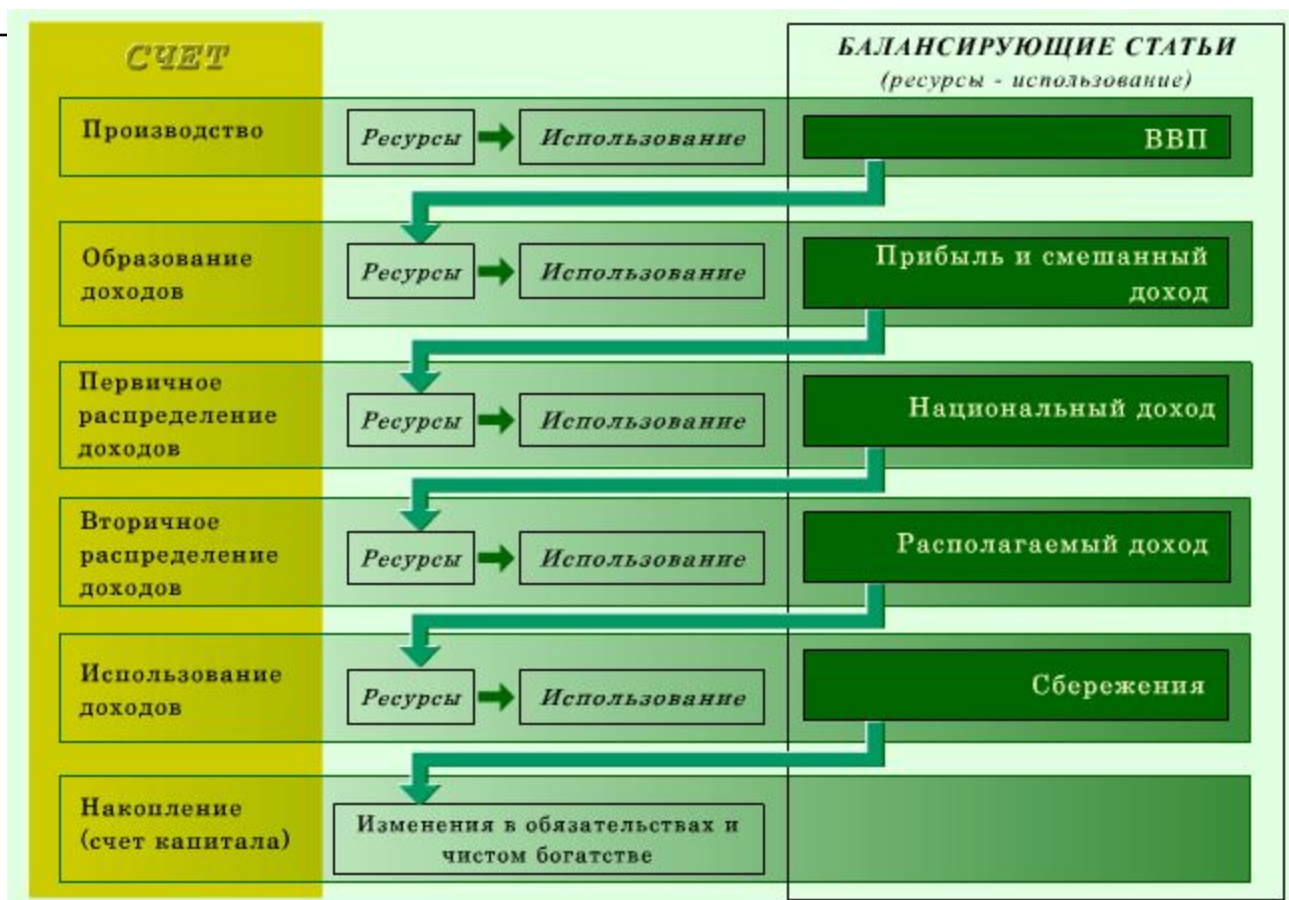 СЧЕТ
БАЛАНСИРУЮЩИЕ СТАТЬИ
(ресурсы - использование)
Производство
Ресурсы
Использование
ВВП
Образование
доходов
Ресурсы
Использование
Прибыль и смешанный
доход
Первичное
распределение
доходов
Ресурсы
Использование
Национальный доход
Вторичное
распределение
доходов
Ресурсы
Использование
Располагаемый доход
Использование
доходов
Ресурсы
Использование
Сбережения
Накопление
(счет капитала)
Изменения в обязательствах и
чистом богатстве